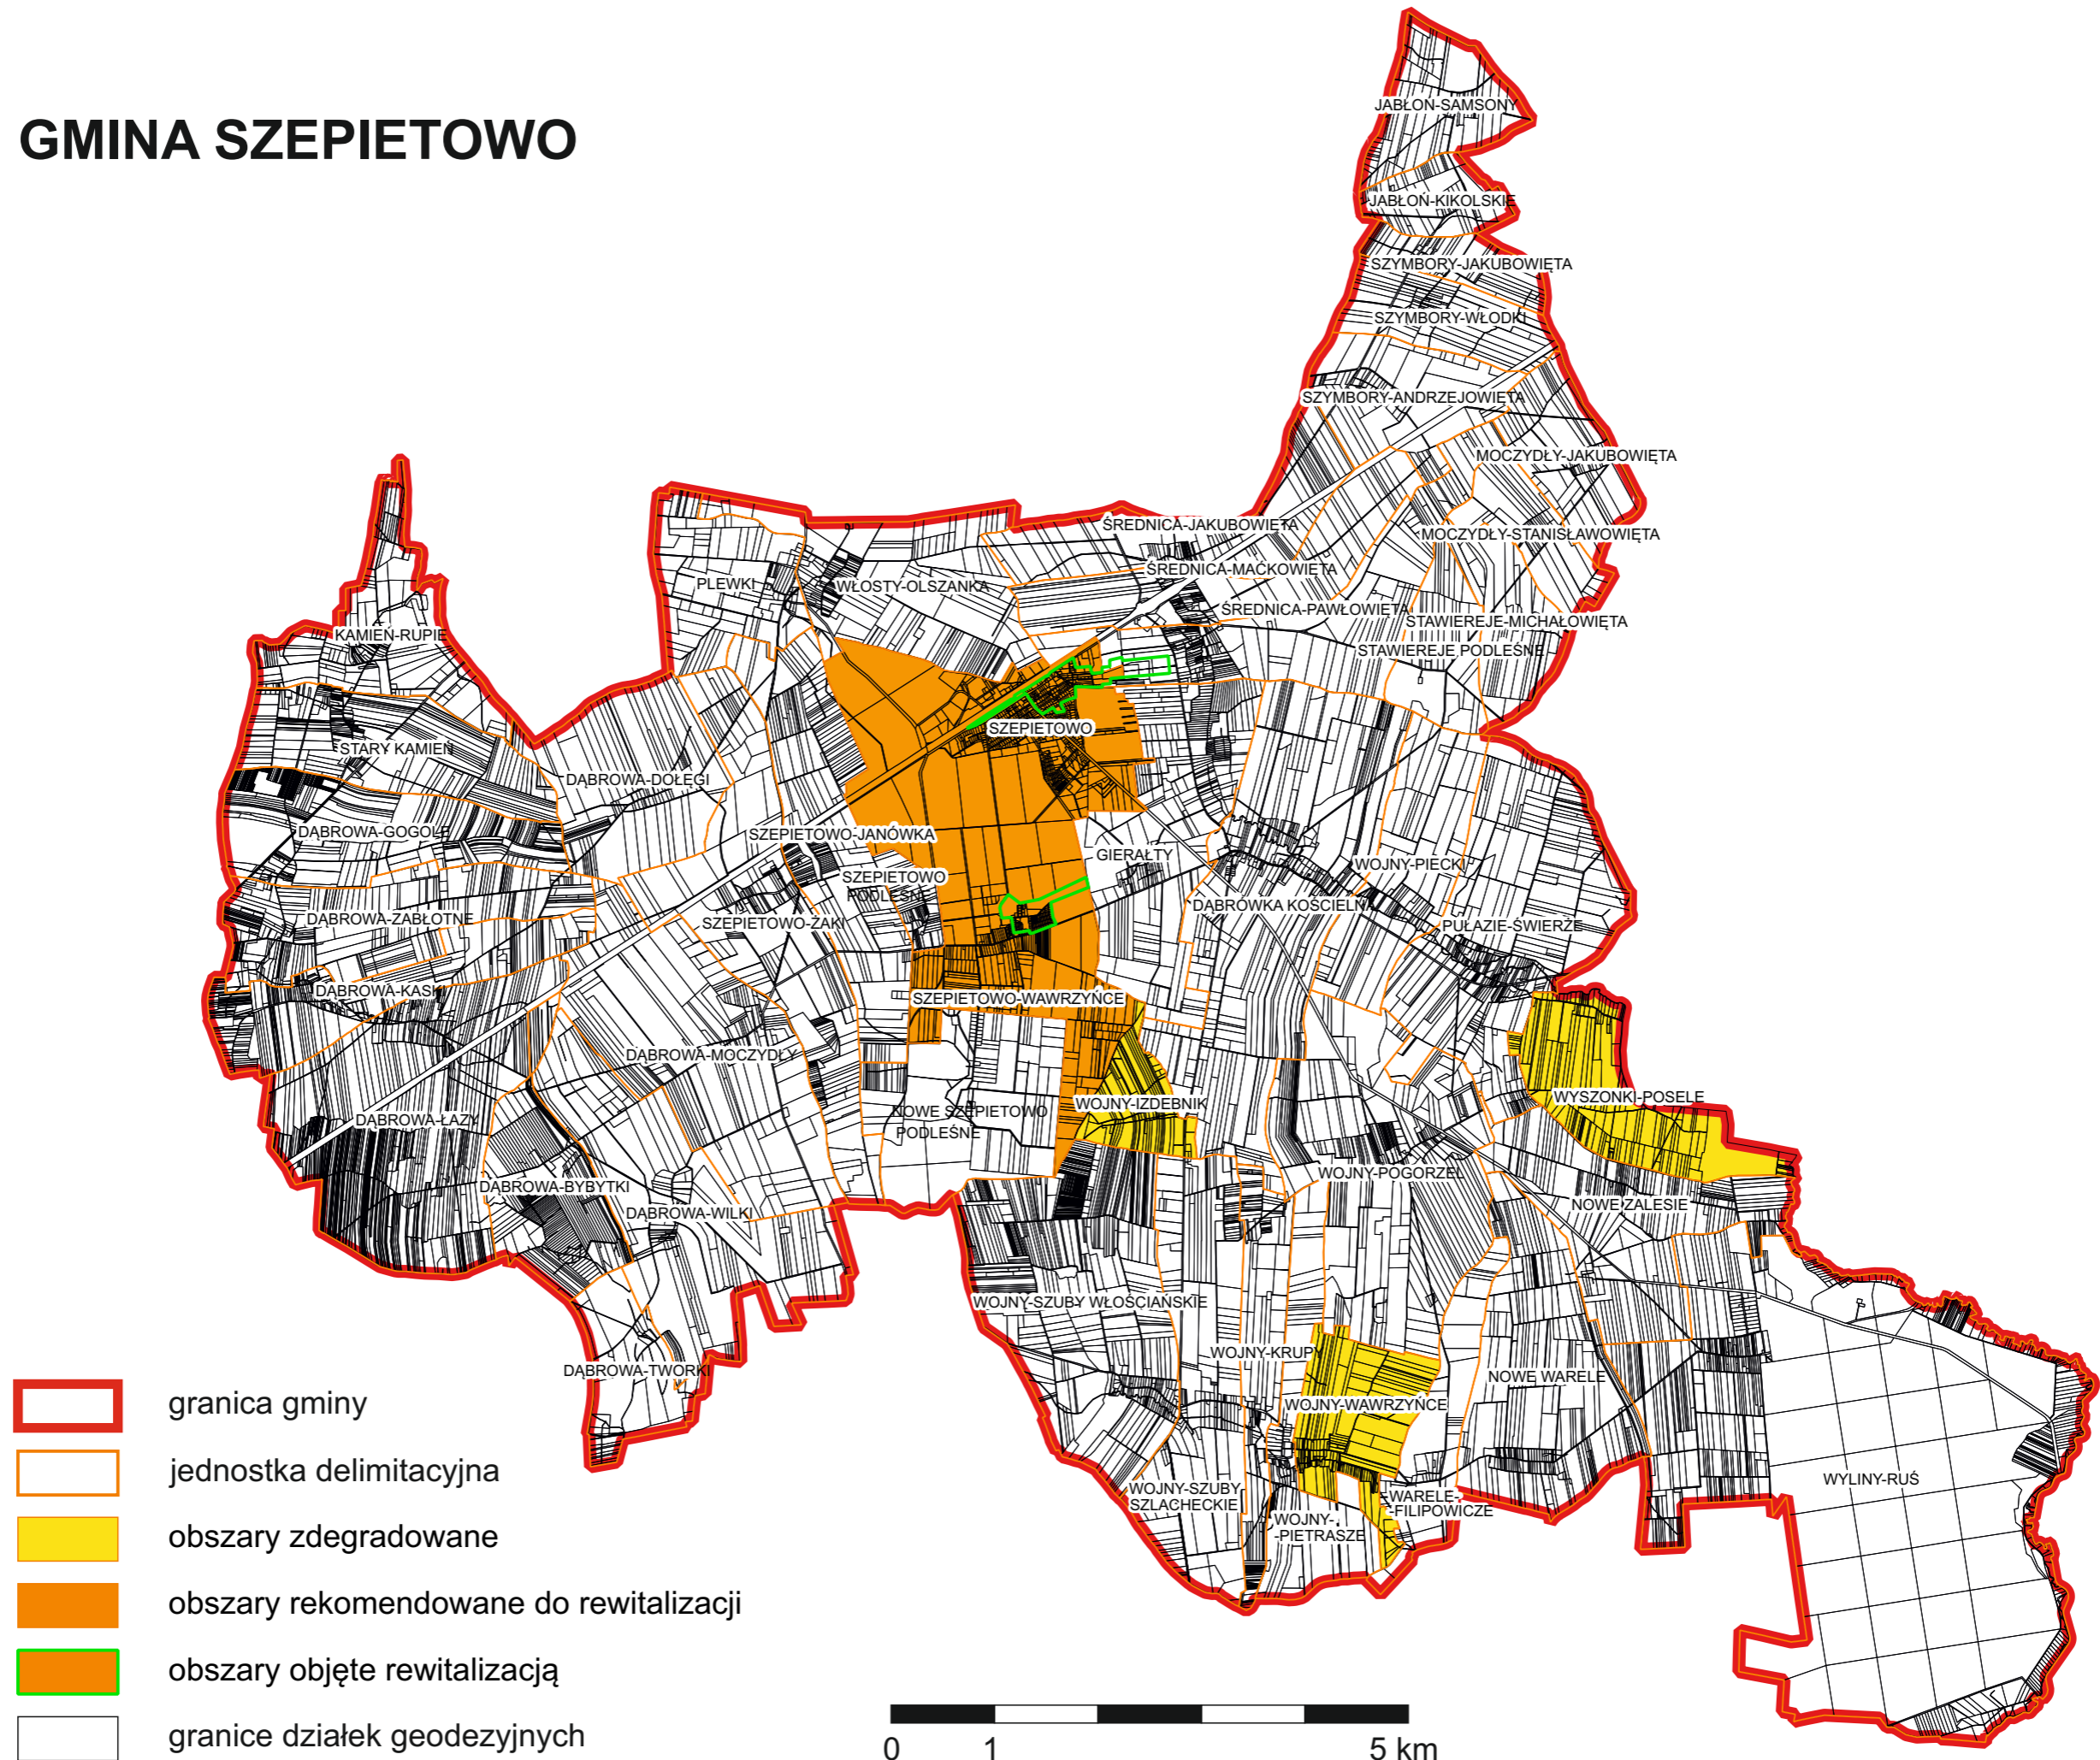 GMINA SZEPIETOWO
JABŁOŃ-SAMSONY
JABŁOŃ-KIKOLSKIE
SZYMBORY-JAKUBOWIĘTA
SZYMBORY-WŁODKI
SZYMBORY-ANDRZEJOWIĘTA
MOCZYDŁY-JAKUBOWIĘTA
MOCZYDŁY-STANISŁAWOWIĘTA
ŚREDNICA-JAKUBOWIĘTA
ŚREDNICA-MAĆKOWIĘTA
ŚREDNICA-PAWŁOWIĘTA
STAWIEREJE-MICHAŁOWIĘTA
STAWIEREJE PODLEŚNE
PLEWKI
WŁOSTY-OLSZANKA
KAMIEŃ-RUPIE
STARY KAMIEŃ
DĄBROWA-DOŁĘGI
SZEPIETOWO
DĄBROWA-GOGOLE
SZEPIETOWO-JANÓWKA
SZEPIETOWO
PODLEŚNE
GIERAŁTY
WOJNY-PIECKI
DĄBRÓWKA KOŚCIELNA
DĄBROWA-ZABŁOTNE
SZEPIETOWO-ŻAKI
PUŁAZIE-ŚWIERŻE
DĄBROWA-KASKI
SZEPIETOWO-WAWRZYŃCE
DĄBROWA-MOCZYDŁY
WYSZONKI-POSELE
DĄBROWA-ŁAZY
NOWE SZEPIETOWO
PODLEŚNE
WOJNY-IZDEBNIK
DĄBROWA-BYBYTKI
DĄBROWA-WILKI
WOJNY-POGORZEL
NOWE ZALESIE
WOJNY-SZUBY WŁOŚCIAŃSKIE
WOJNY-KRUPY
DĄBROWA-TWORKI
NOWE WARELE
WOJNY-WAWRZYŃCE
WYLINY-RUŚ
WOJNY-SZUBY
SZLACHECKIE
WARELE-
-FILIPOWICZE
WOJNY-
-PIETRASZE
granica gminy
jednostka delimitacyjna
obszary zdegradowane
obszary rekomendowane do rewitalizacji
obszary objęte rewitalizacją
granice działek geodezyjnych
0 1 5 km